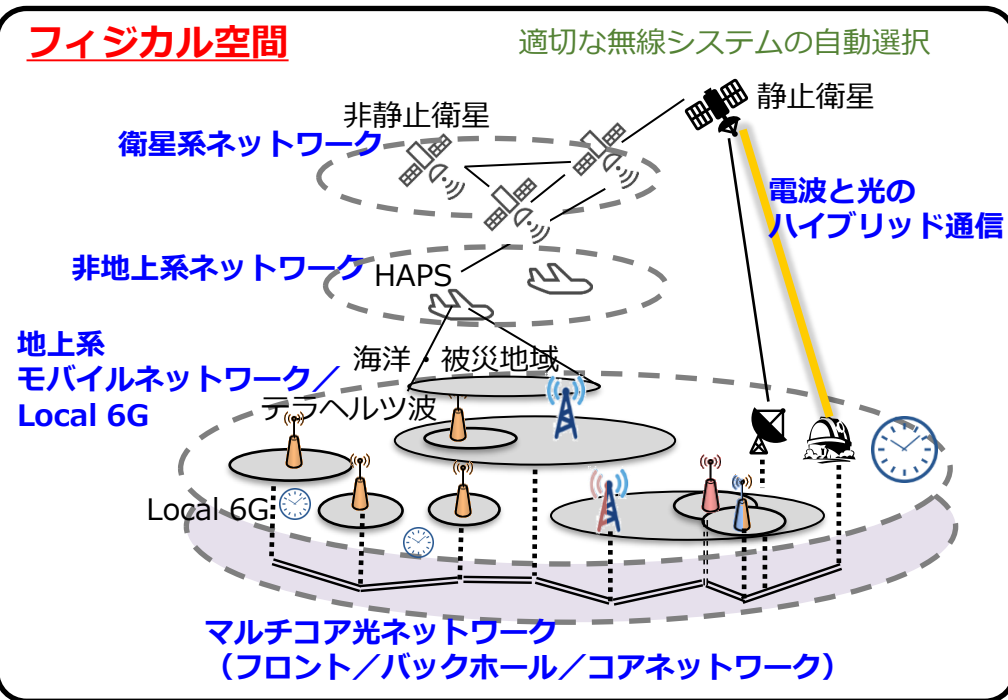 フィジカル空間
適切な無線システムの自動選択
非静止衛星
静止衛星
衛星系ネットワーク
電波と光の
ハイブリッド通信
非地上系ネットワーク
HAPS
地上系
モバイルネットワーク／
Local 6G
海洋・被災地域
テラヘルツ波
Local 6G
マルチコア光ネットワーク
（フロント／バックホール／コアネットワーク）